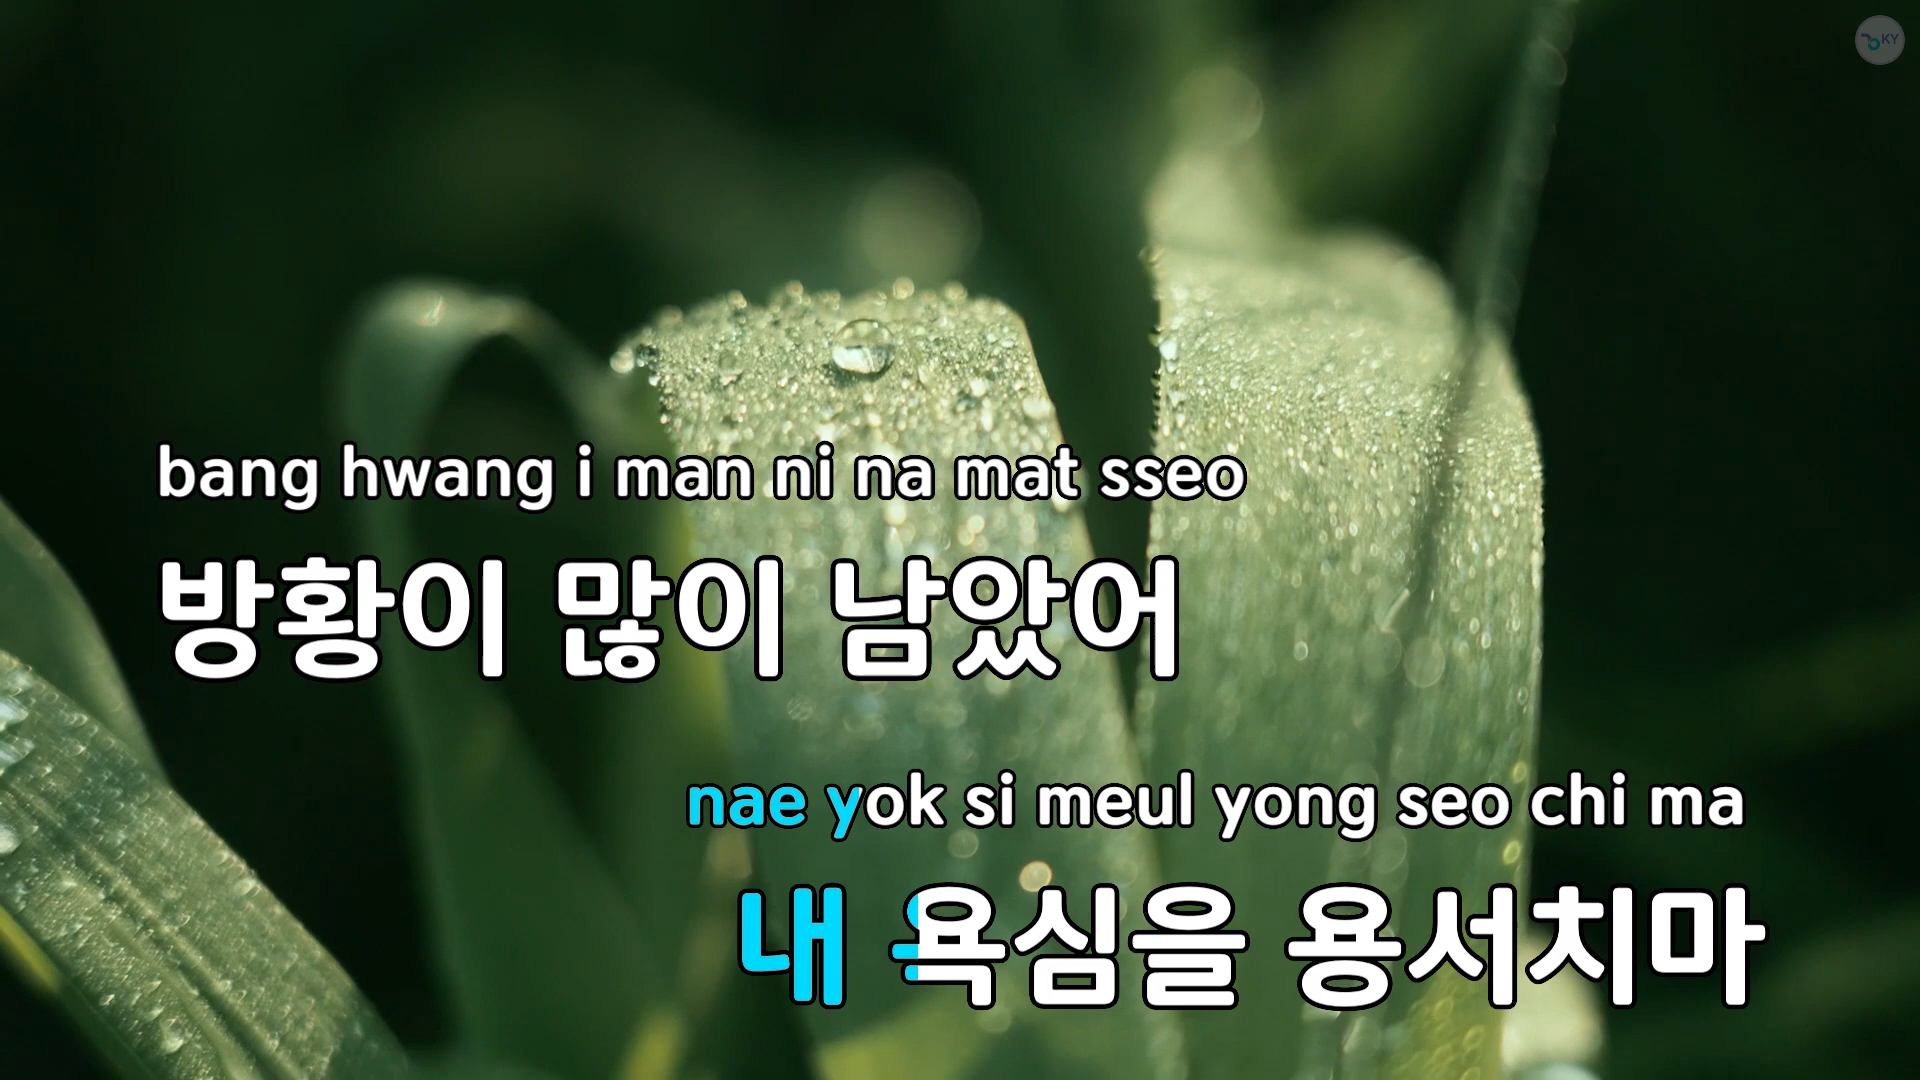 KY
bang hwang i man ni na mat sseo
방황이 많이 남았어
nae yok si meul yong seo chi ma
내 욕심을 용서치마